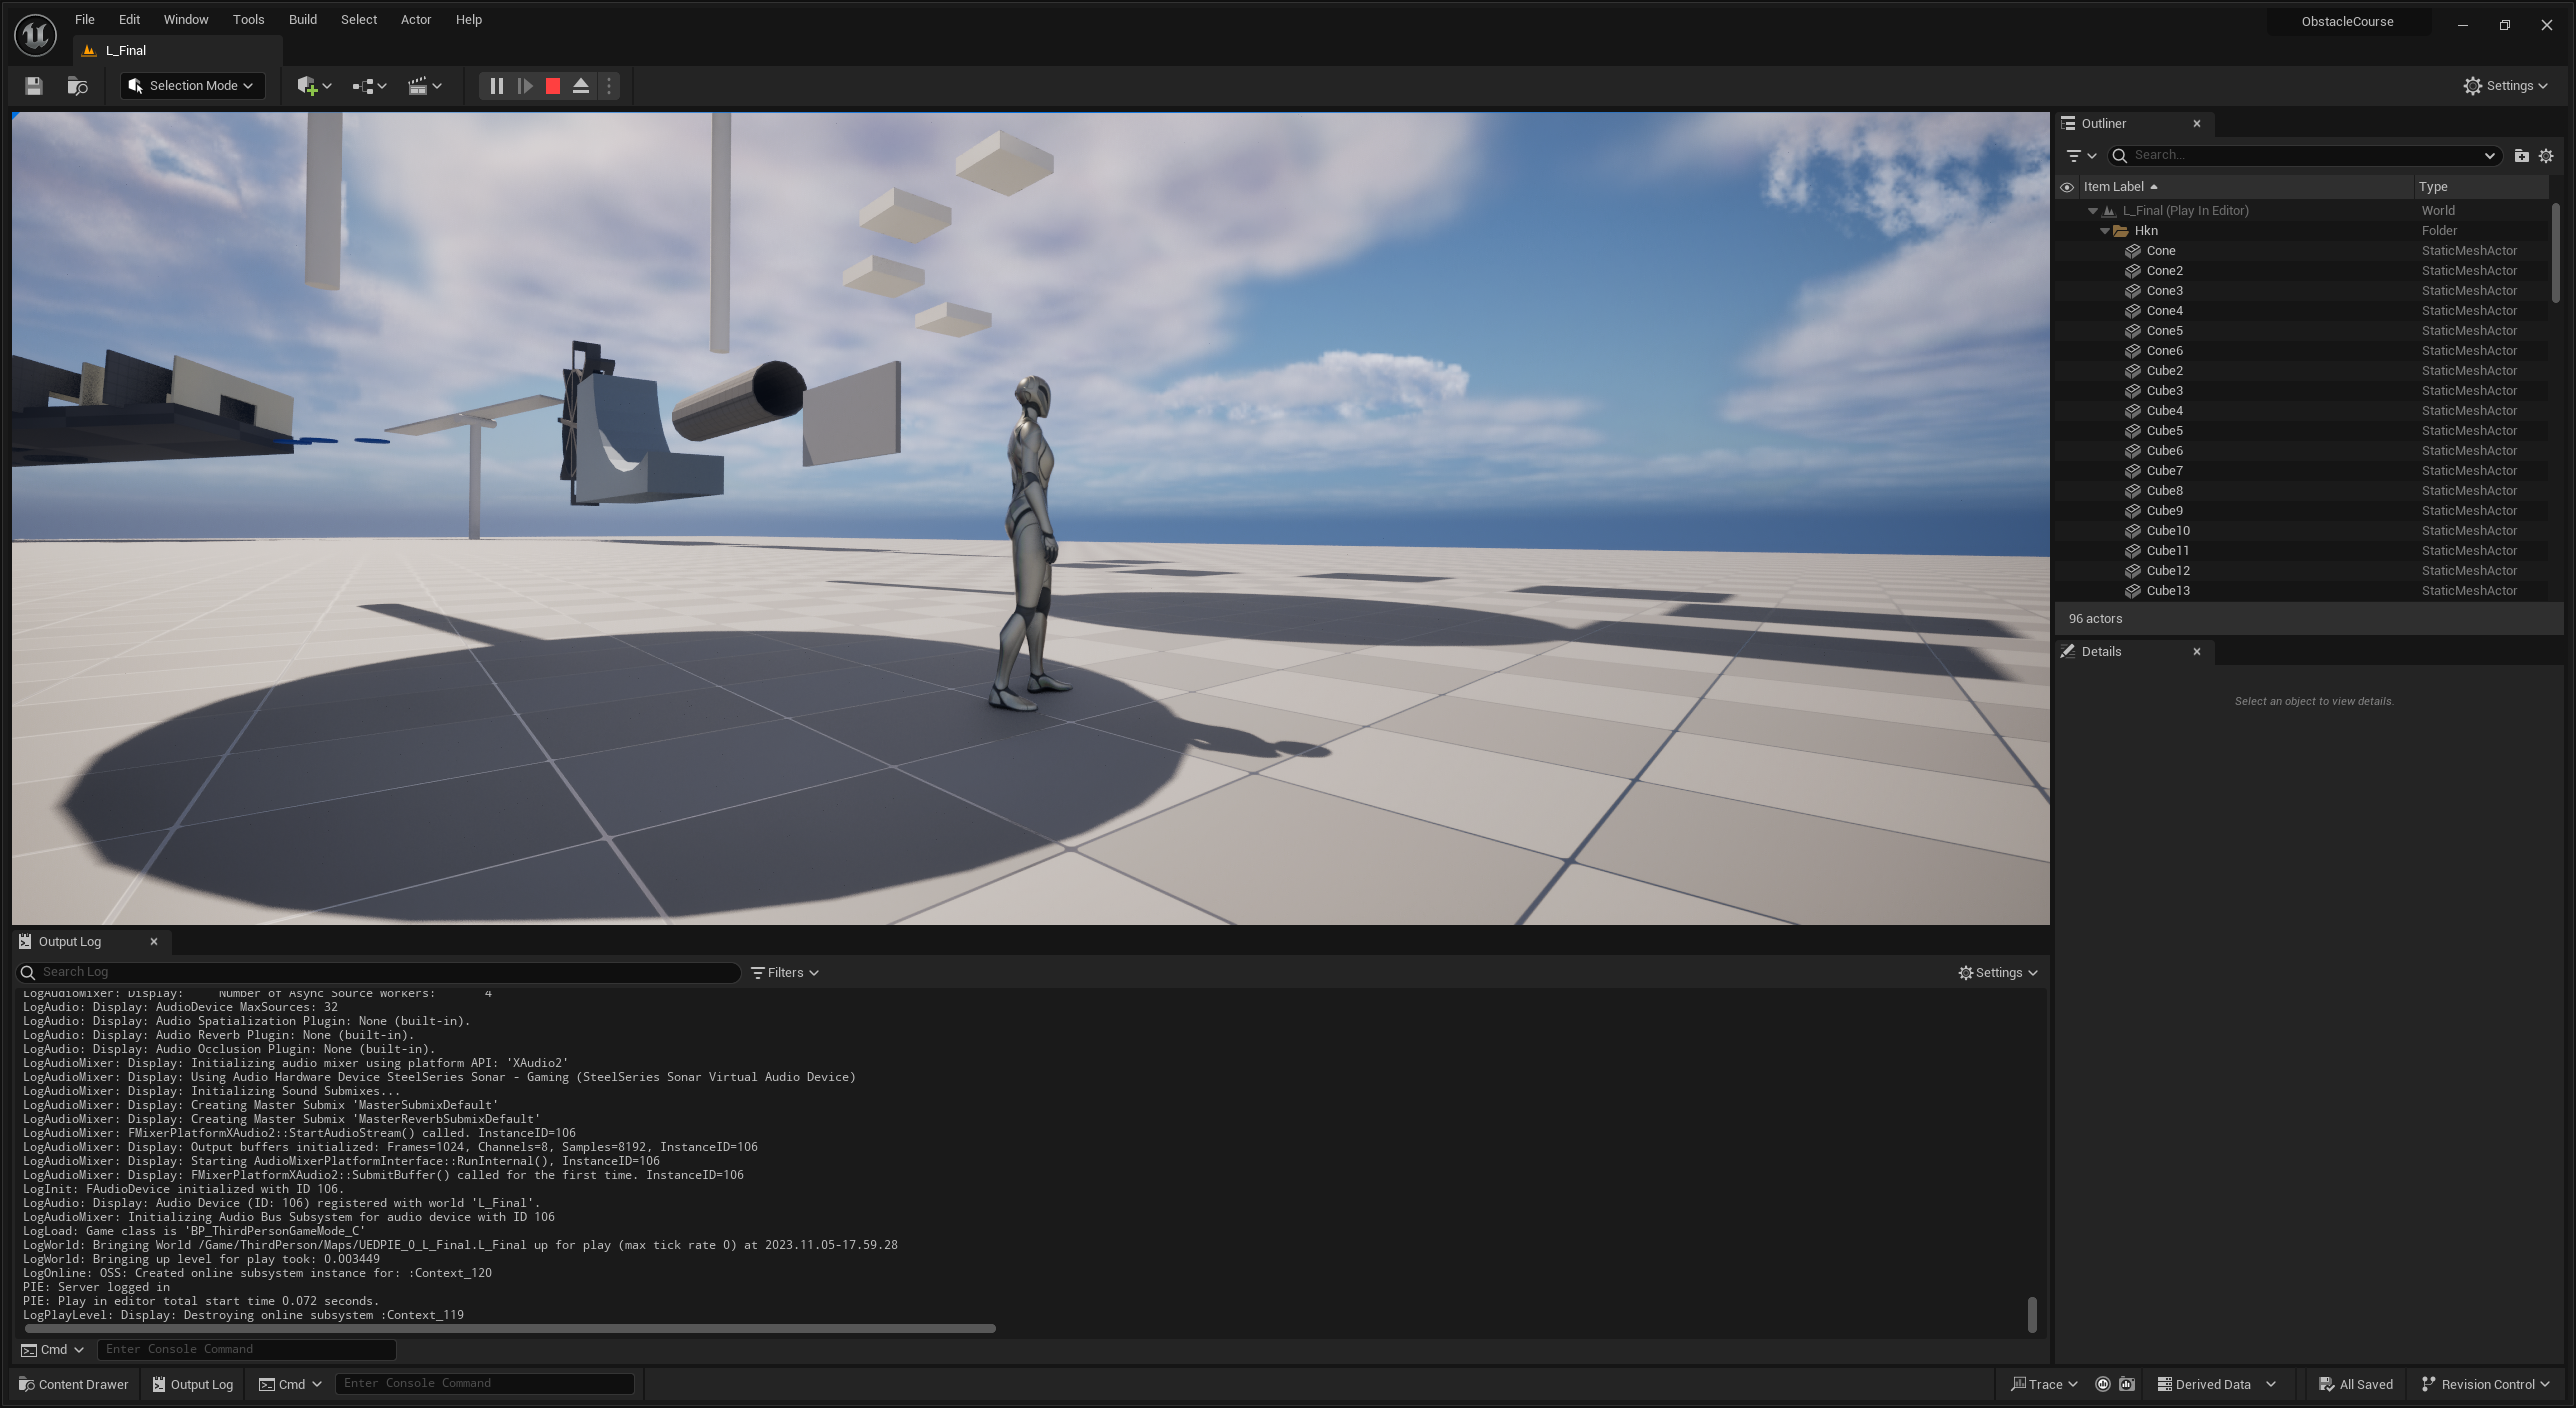 File Edit Window Tools Build Select Actor Help
ObstacleCourse
L_Final
Selection Mode
Settings
Outliner
Search...
Item Label Type
L_Final (Play In Editor) World
Hkn Folder
Cone StaticMeshActor
Cone2 StaticMeshActor
Cone3 StaticMeshActor
Cone4 StaticMeshActor
Cone5 StaticMeshActor
Cone6 StaticMeshActor
Cube2 StaticMeshActor
Cube3 StaticMeshActor
Cube4 StaticMeshActor
Cube5 StaticMeshActor
Cube6 StaticMeshActor
Cube7 StaticMeshActor
Cube8 StaticMeshActor
Cube9 StaticMeshActor
Cube10 StaticMeshActor
Cube11 StaticMeshActor
Cube12 StaticMeshActor
Cube13 StaticMeshActor
96 actors
Details
Select an object to view details.
Output Log
Search Log
Filters
Settings
LogAudioMixer: Display: Number of Async Source Workers: 4
LogAudio: Display: AudioDevice MaxSources: 32
LogAudio: Display: Audio Spatialization Plugin: None (built-in).
LogAudio: Display: Audio Reverb Plugin: None (built-in).
LogAudio: Display: Audio Occlusion Plugin: None (built-in).
LogAudioMixer: Display: Initializing audio mixer using platform API: 'XAudio2'
LogAudioMixer: Display: Using Audio Hardware Device SteelSeries Sonar - Gaming (SteelSeries Sonar Virtual Audio Device)
LogAudioMixer: Display: Initializing Sound Submixes...
LogAudioMixer: Display: Creating Master Submix 'MasterSubmixDefault'
LogAudioMixer: Display: Creating Master Submix 'MasterReverbSubmixDefault'
LogAudioMixer: FMixerPlatformXAudio2::StartAudioStream() called. InstanceID=106
LogAudioMixer: Display: Output buffers initialized: Frames=1024, Channels=8, Samples=8192, InstanceID=106
LogAudioMixer: Display: Starting AudioMixerPlatformInterface::RunInternal(), InstanceID=106
LogAudioMixer: Display: FMixerPlatformXAudio2::SubmitBuffer() called for the first time. InstanceID=106
LogInit: FAudioDevice initialized with ID 106.
LogAudio: Display: Audio Device (ID: 106) registered with world 'L_Final'.
LogAudioMixer: Initializing Audio Bus Subsystem for audio device with ID 106
LogLoad: Game class is 'BP_ThirdPersonGameMode_C'
LogWorld: Bringing World /Game/ThirdPerson/Maps/UEDPIE_0_L_Final.L_Final up for play (max tick rate 0) at 2023.11.05-17.59.28
LogWorld: Bringing up level for play took: 0.003449
LogOnline: OSS: Created online subsystem instance for: :Context_120
PIE: Server logged in
PIE: Play in editor total start time 0.072 seconds.
LogPlayLevel: Display: Destroying online subsystem :Context_119
Cmd Enter Console Command
Content Drawer Output Log Cmd Enter Console Command Trace Derived Data All Saved Revision Control